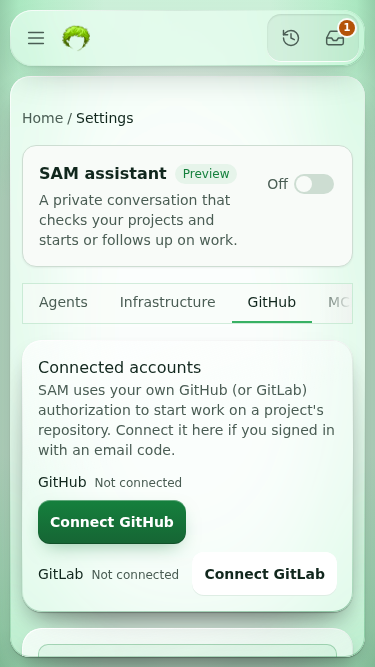 1
Home / Settings
SAM assistant Preview
Off
A private conversation that
checks your projects and
starts or follows up on work.
Agents Infrastructure GitHub MC
Connected accounts
SAM uses your own GitHub (or GitLab)
authorization to start work on a project's
repository. Connect it here if you signed in
with an email code.
GitHub Not connected
Connect GitHub
GitLab Not connected Connect GitLab